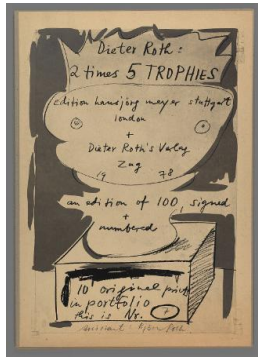 Dieter Roth:
2 times 5 TROPHIES
edition hansjörg mayer stuttgart
london
+
Dieter Roth's Verlag
Zug
19 78
an edition of 100, signed
+
numbered
10 original prints
in portfolio
this is Nr. 7